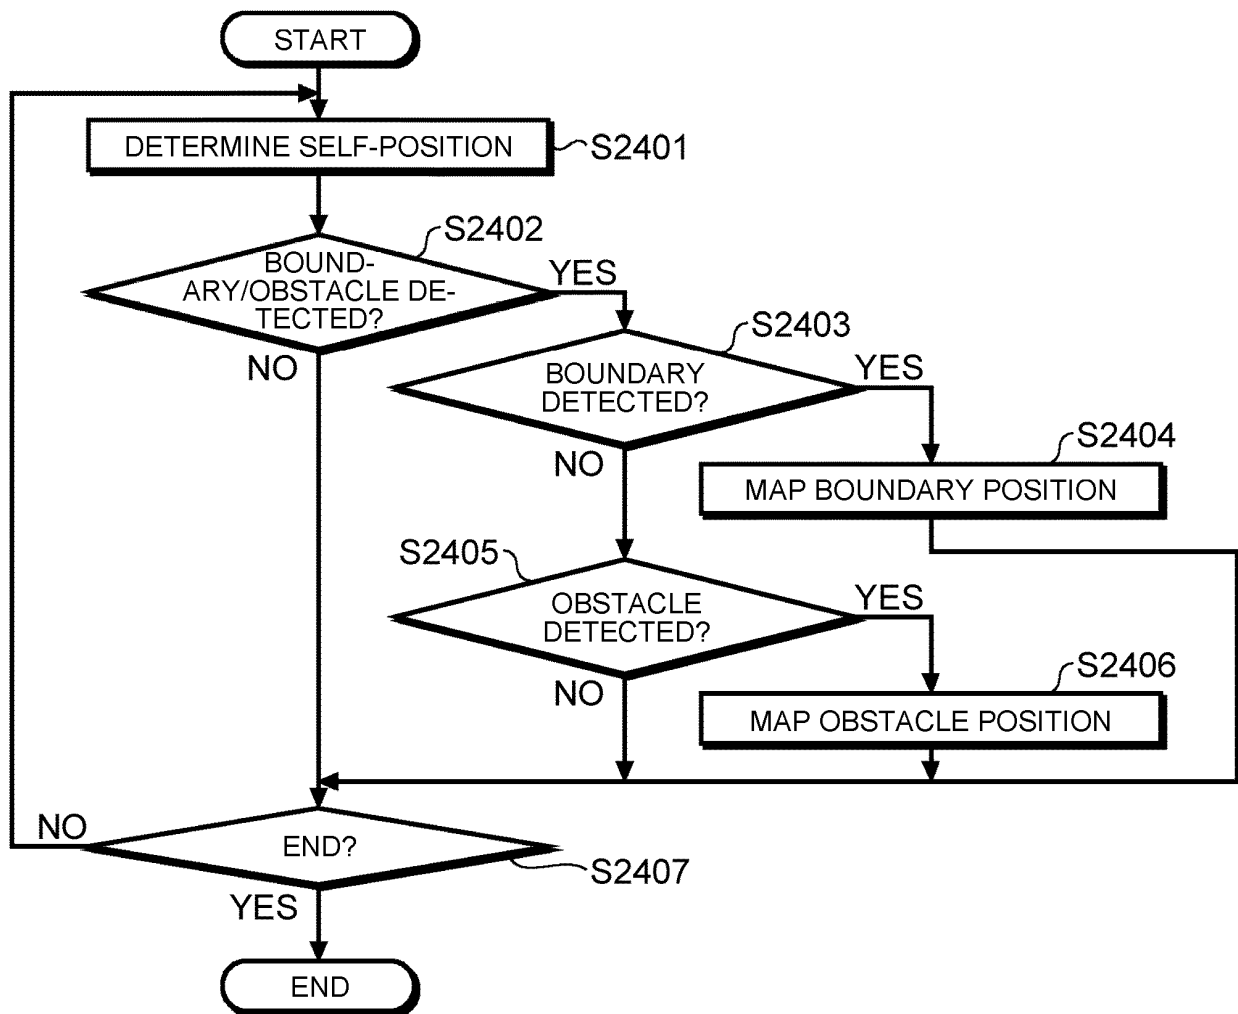 START
DETERMINE SELF-POSITION
S2401
S2402
BOUND-
ARY/OBSTACLE DE-
TECTED?
YES
NO
S2403
BOUNDARY
DETECTED?
YES
NO
S2404
MAP BOUNDARY POSITION
S2405
OBSTACLE
DETECTED?
YES
NO
S2406
MAP OBSTACLE POSITION
NO
END?
S2407
YES
END